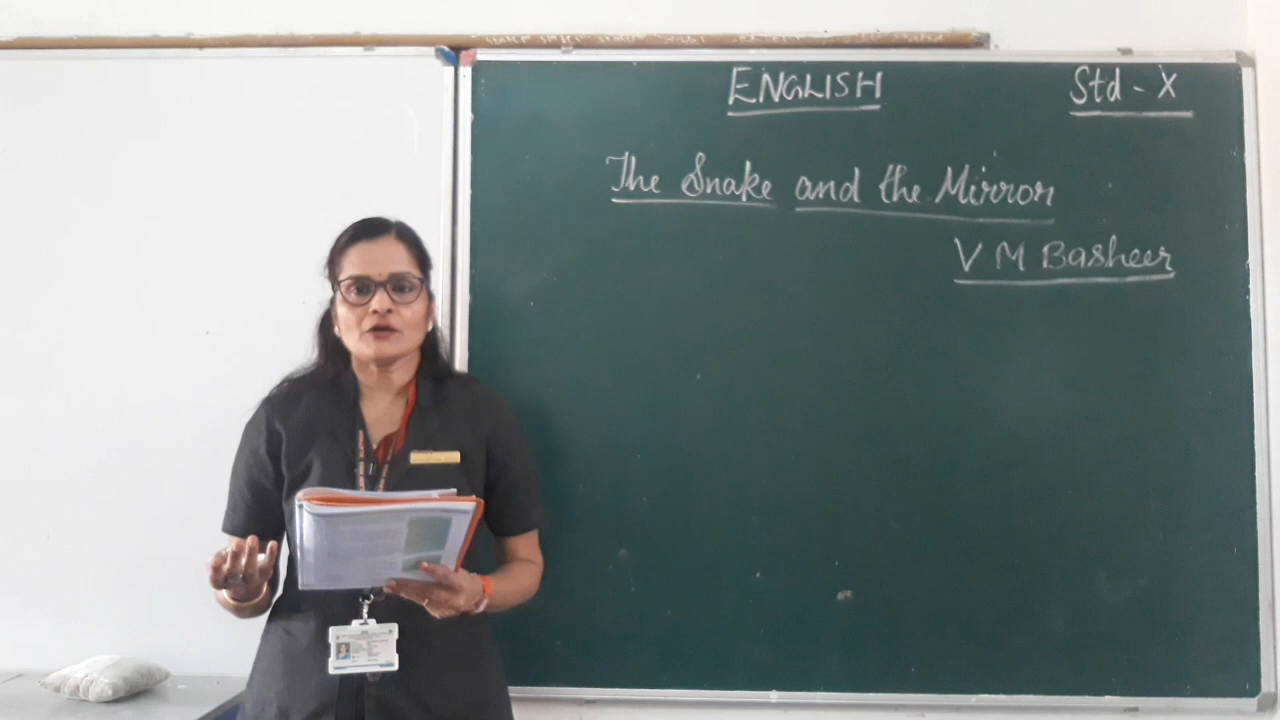 ENGLISH
Std - X
The Snake and the Mirror
V M Basheer